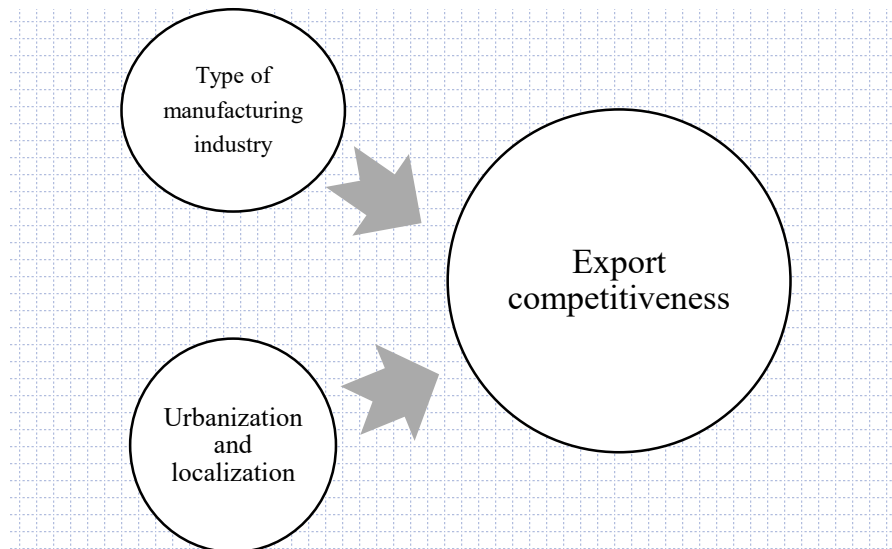 Type of
manufacturing
industry
Export
competitiveness
Urbanization
and
localization